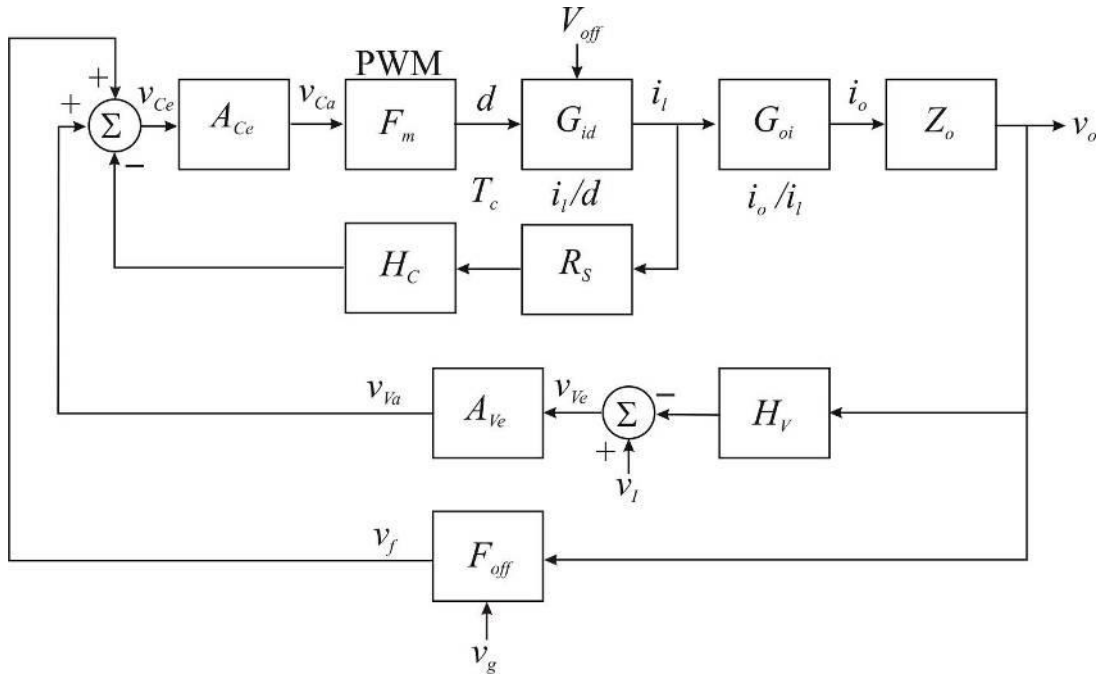 V_off
PWM
+
+
Σ
−
v_Ce
A_Ce
v_Ca
F_m
d
G_id
i_l
G_oi
i_o
Z_o
v_o
T_c
i_l/d
i_o/i_l
H_C
R_S
v_Va
A_Ve
v_Ve
Σ
−
+
v_I
H_V
v_f
F_off
v_g